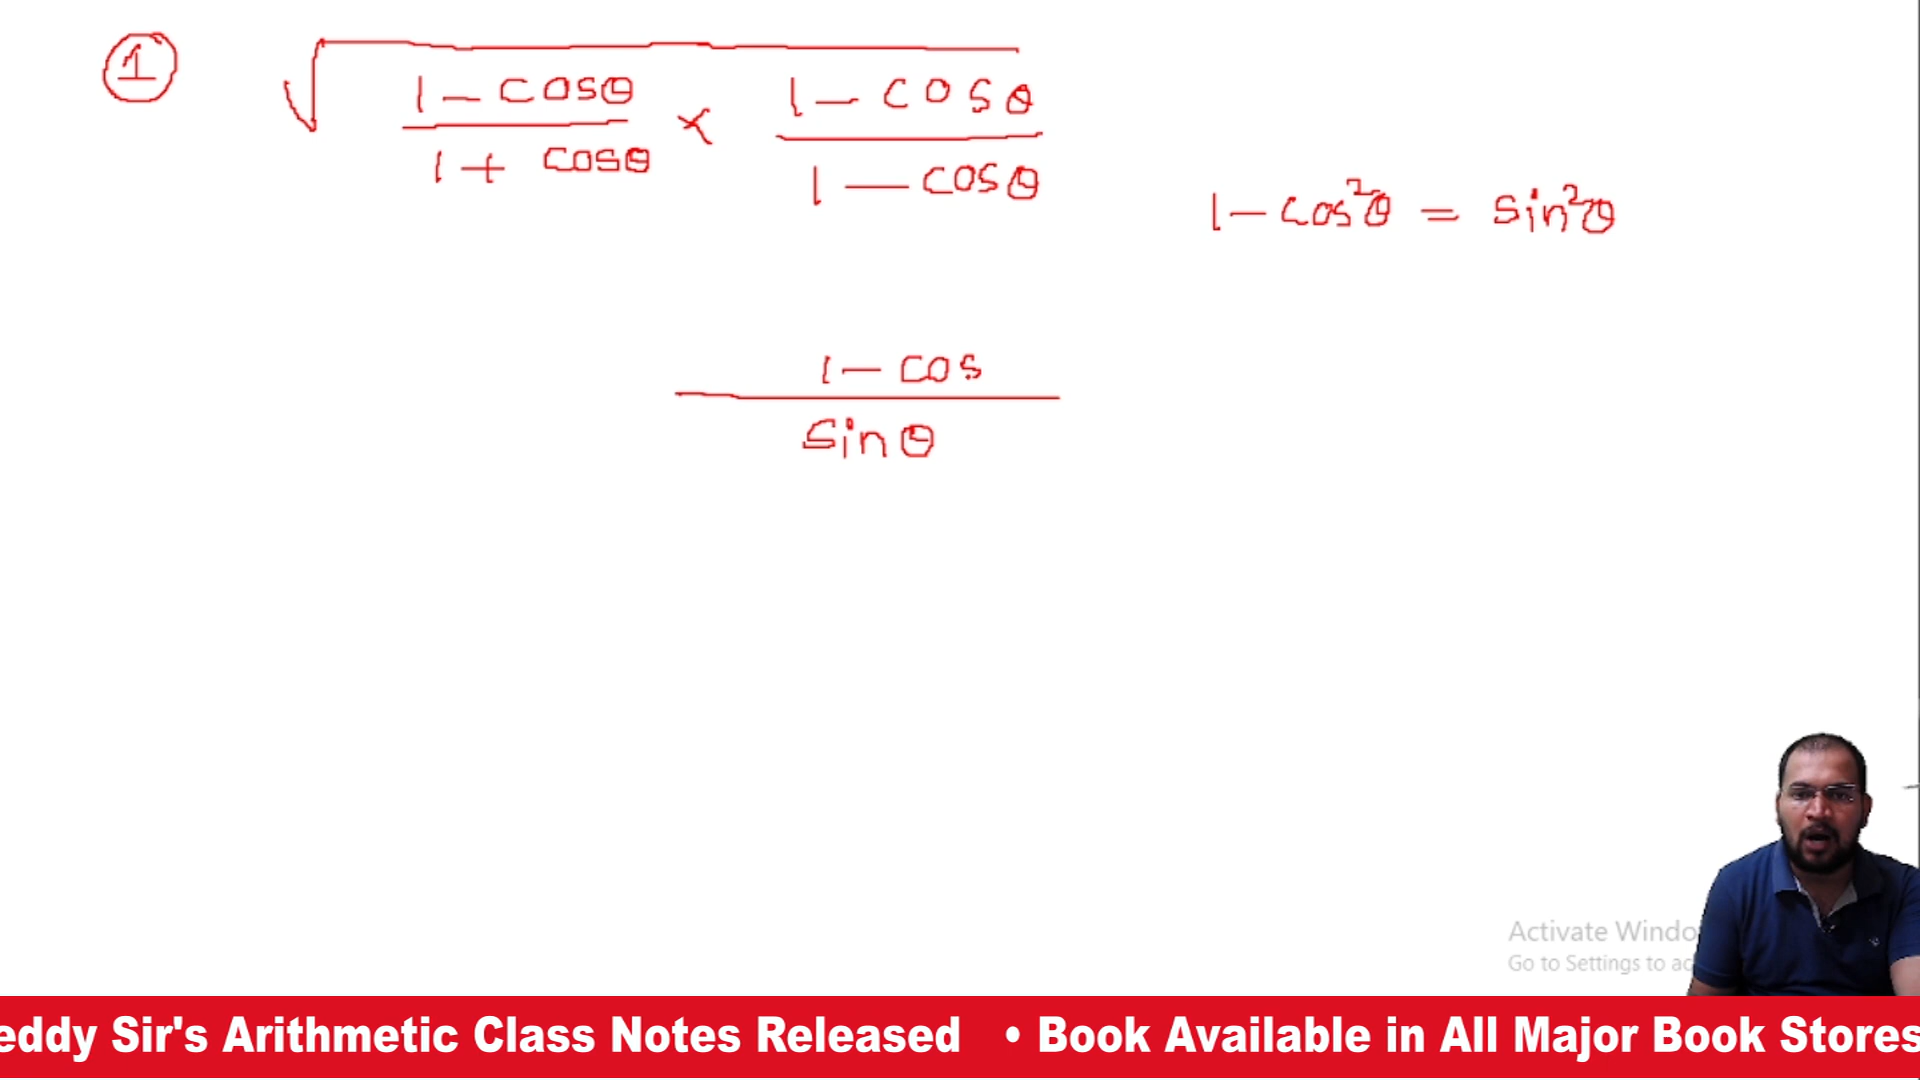 1
√ 1 - cosθ / 1 + cosθ × 1 - cosθ / 1 - cosθ
1 - cos²θ = sin²θ
1 - cos
sin θ
Activate Windo
Go to Settings to ac
eddy Sir's Arithmetic Class Notes Released • Book Available in All Major Book Stores